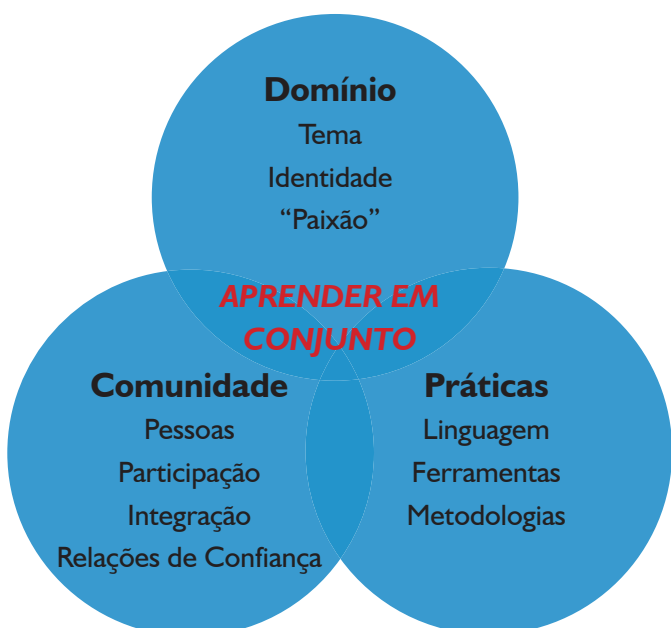 Domínio
Tema
Identidade
“Paixão”
APRENDER EM
CONJUNTO
Comunidade
Pessoas
Participação
Integração
Relações de Confiança
Práticas
Linguagem
Ferramentas
Metodologias